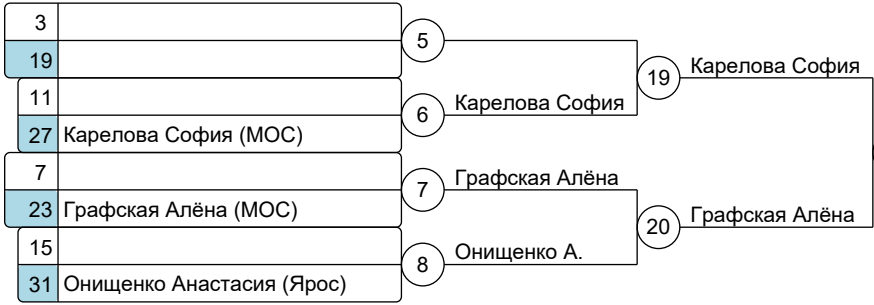 3
19
5
11
27 Карелова София (МОС)
6
Карелова София
19
Карелова София
7
23 Графская Алёна (МОС)
7
Графская Алёна
15
31 Онищенко Анастасия (Ярос)
8
Онищенко А.
20
Графская Алёна